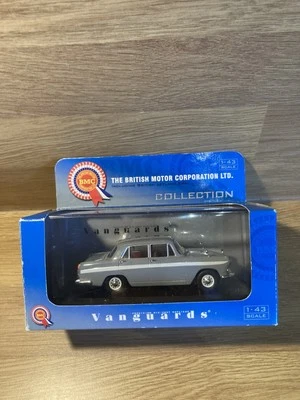 1-43
SCALE
BMC
THE BRITISH MOTOR CORPORATION LTD.
COLLECTION
Vanguards
Vanguards
1-43
SCALE